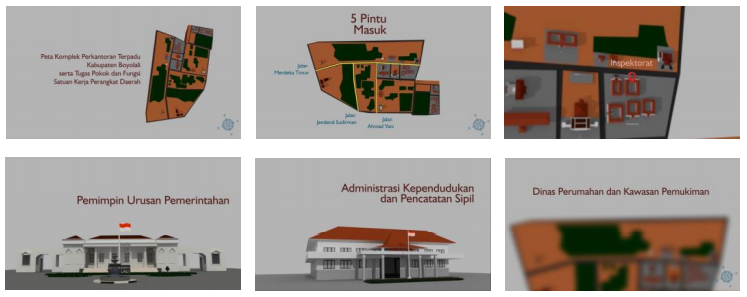 Peta Komplek Perkantoran Terpadu
Kabupaten Boyolali
serta Tugas Pokok dan Fungsi
Satuan Kerja Perangkat Daerah
5 Pintu
Masuk
Jalan
Merdeka Timur
Jalan
Jenderal Sudirman
Jalan
Ahmad Yani
Inspektorat
Pemimpin Urusan Pemerintahan
Administrasi Kependudukan
dan Pencatatan Sipil
Dinas Perumahan dan Kawasan Pemukiman